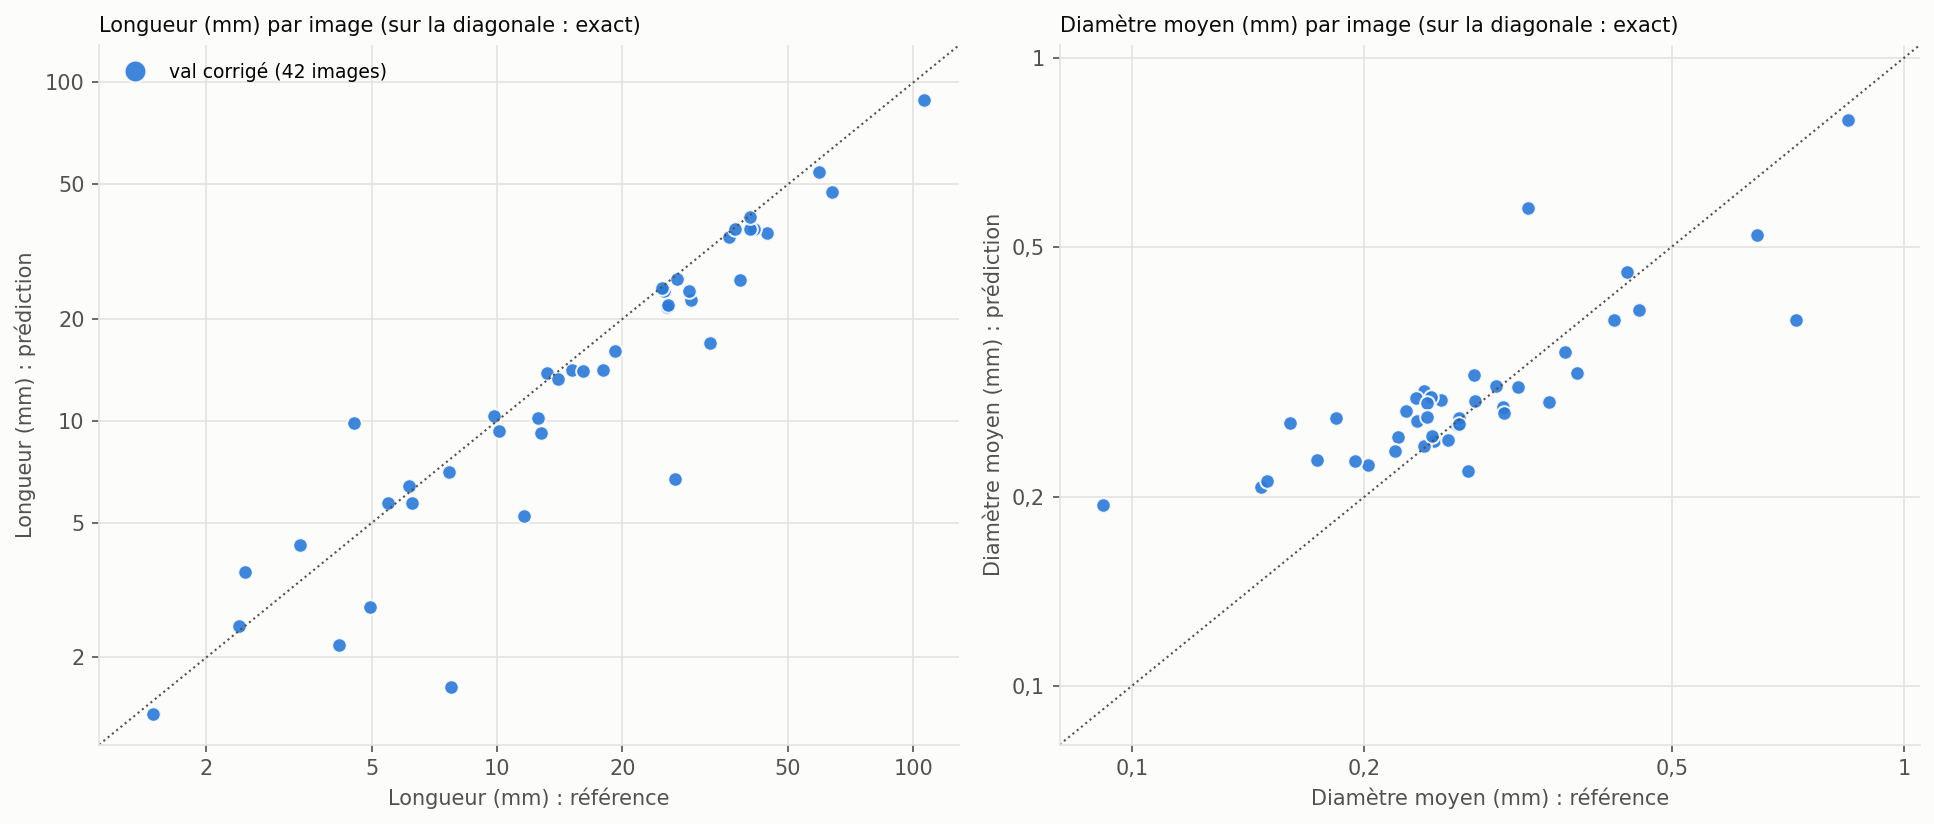 Longueur (mm) par image (sur la diagonale : exact)
val corrigé (42 images)
100
50
20
10
5
2
Longueur (mm) : prédiction
2
5
10
20
50
100
Longueur (mm) : référence
Diamètre moyen (mm) par image (sur la diagonale : exact)
1
0,5
0,2
0,1
Diamètre moyen (mm) : prédiction
0,1
0,2
0,5
1
Diamètre moyen (mm) : référence